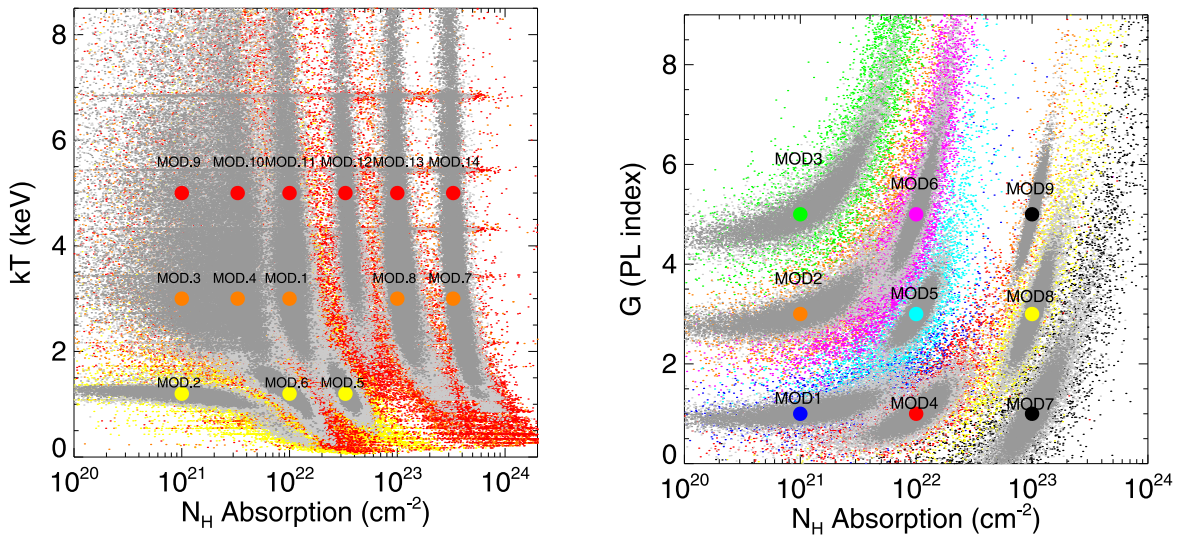 8
6
4
2
0
kT (keV)
MOD.9 MOD.10 MOD.11 MOD.12 MOD.13 MOD.14
MOD.3 MOD.4 MOD.1 MOD.8 MOD.7
MOD.2 MOD.6 MOD.5
10^20 10^21 10^22 10^23 10^24
N_H Absorption (cm^-2)
8
6
4
2
0
G (PL index)
MOD3 MOD6 MOD9
MOD2 MOD5 MOD8
MOD1 MOD4 MOD7
10^20 10^21 10^22 10^23 10^24
N_H Absorption (cm^-2)